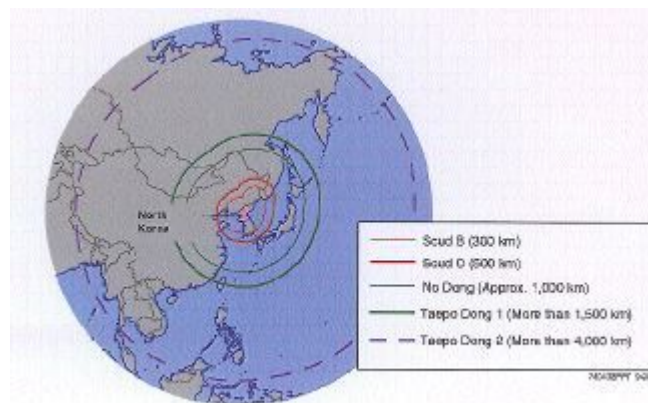 North
Korea
Scud B (300 km)
Scud C (500 km)
No Dong (Approx. 1,000 km)
Taepo Dong 1 (More than 1,500 km)
Taepo Dong 2 (More than 4,000 km)